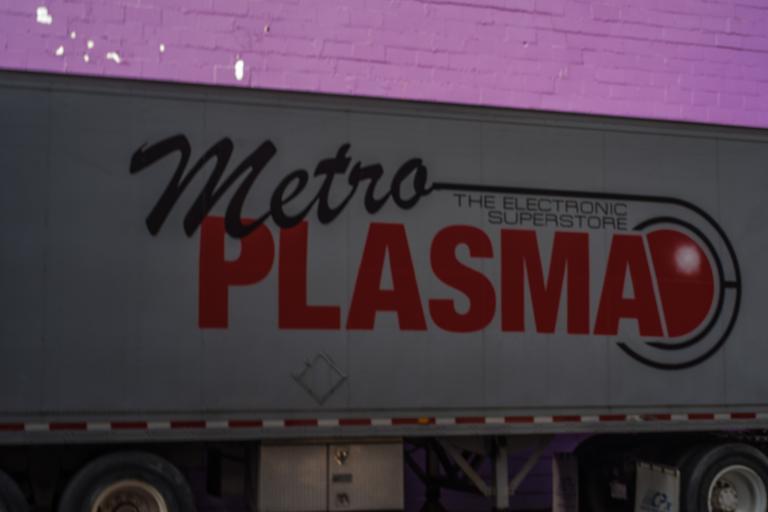 Metro
THE ELECTRONIC
SUPERSTORE
PLASMA